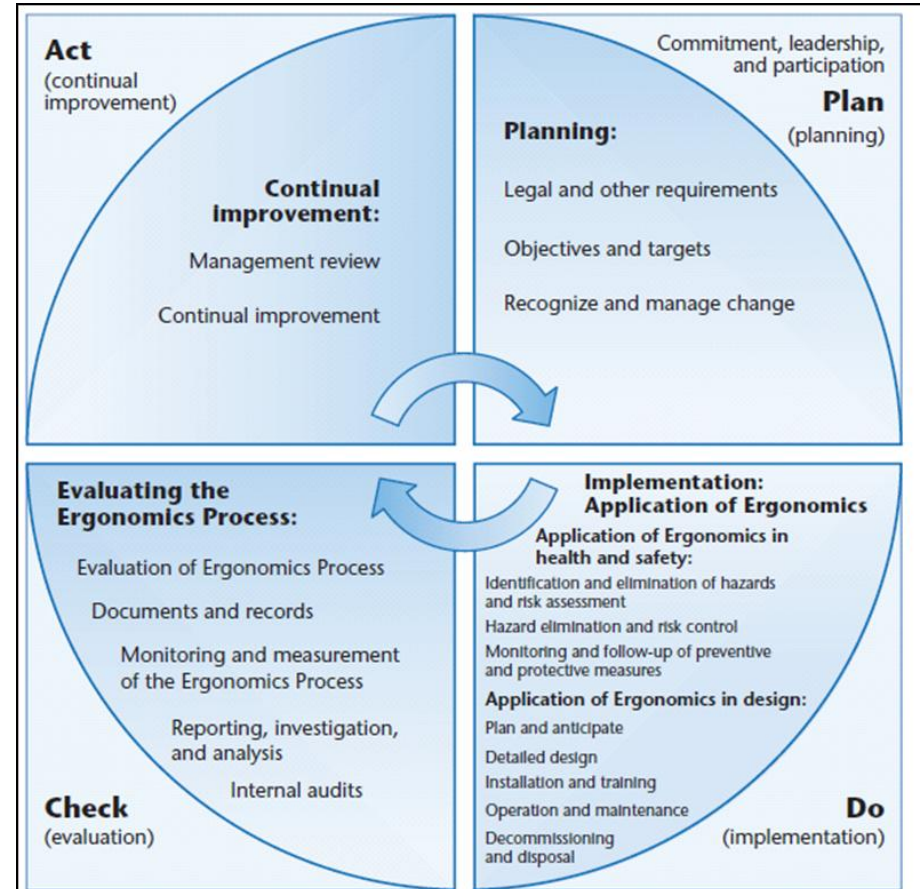 Act
(continual
improvement)
Continual
improvement:
Management review
Continual improvement
Commitment, leadership,
and participation
Plan
(planning)
Planning:
Legal and other requirements
Objectives and targets
Recognize and manage change
Evaluating the
Ergonomics Process:
Evaluation of Ergonomics Process
Documents and records
Monitoring and measurement
of the Ergonomics Process
Reporting, investigation,
and analysis
Internal audits
Check
(evaluation)
Implementation:
Application of Ergonomics
Application of Ergonomics in
health and safety:
Identification and elimination of hazards
and risk assessment
Hazard elimination and risk control
Monitoring and follow-up of preventive
and protective measures
Application of Ergonomics in design:
Plan and anticipate
Detailed design
Installation and training
Operation and maintenance
Decommissioning
and disposal
Do
(implementation)